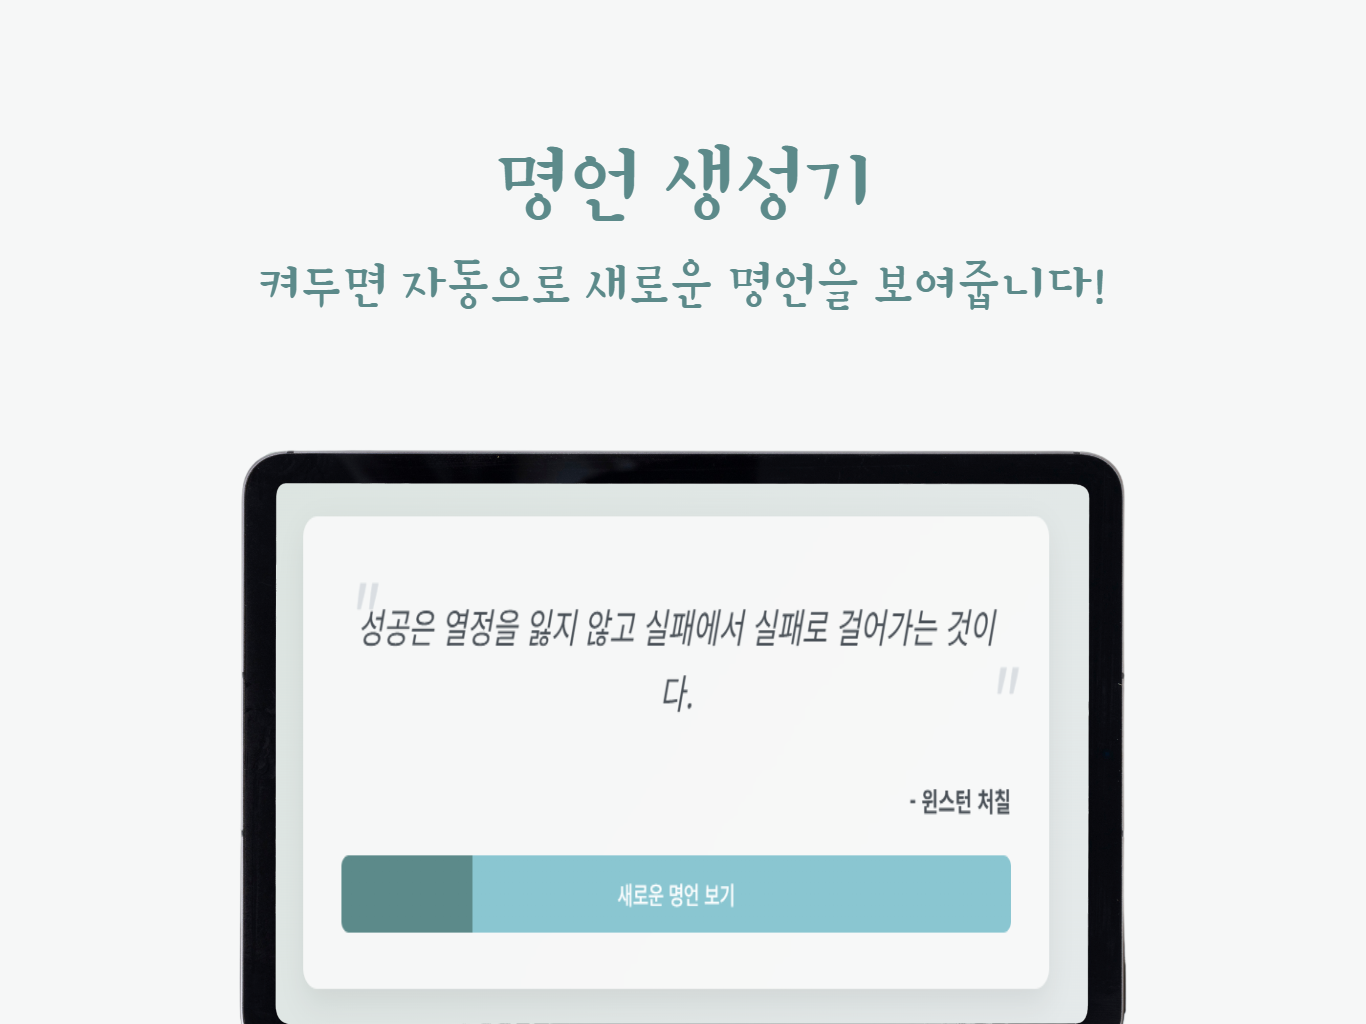 명언 생성기
켜두면 자동으로 새로운 명언을 보여줍니다!
"성공은 열정을 잃지 않고 실패에서 실패로 걸어가는 것이
다."
- 윈스턴 처칠
새로운 명언 보기